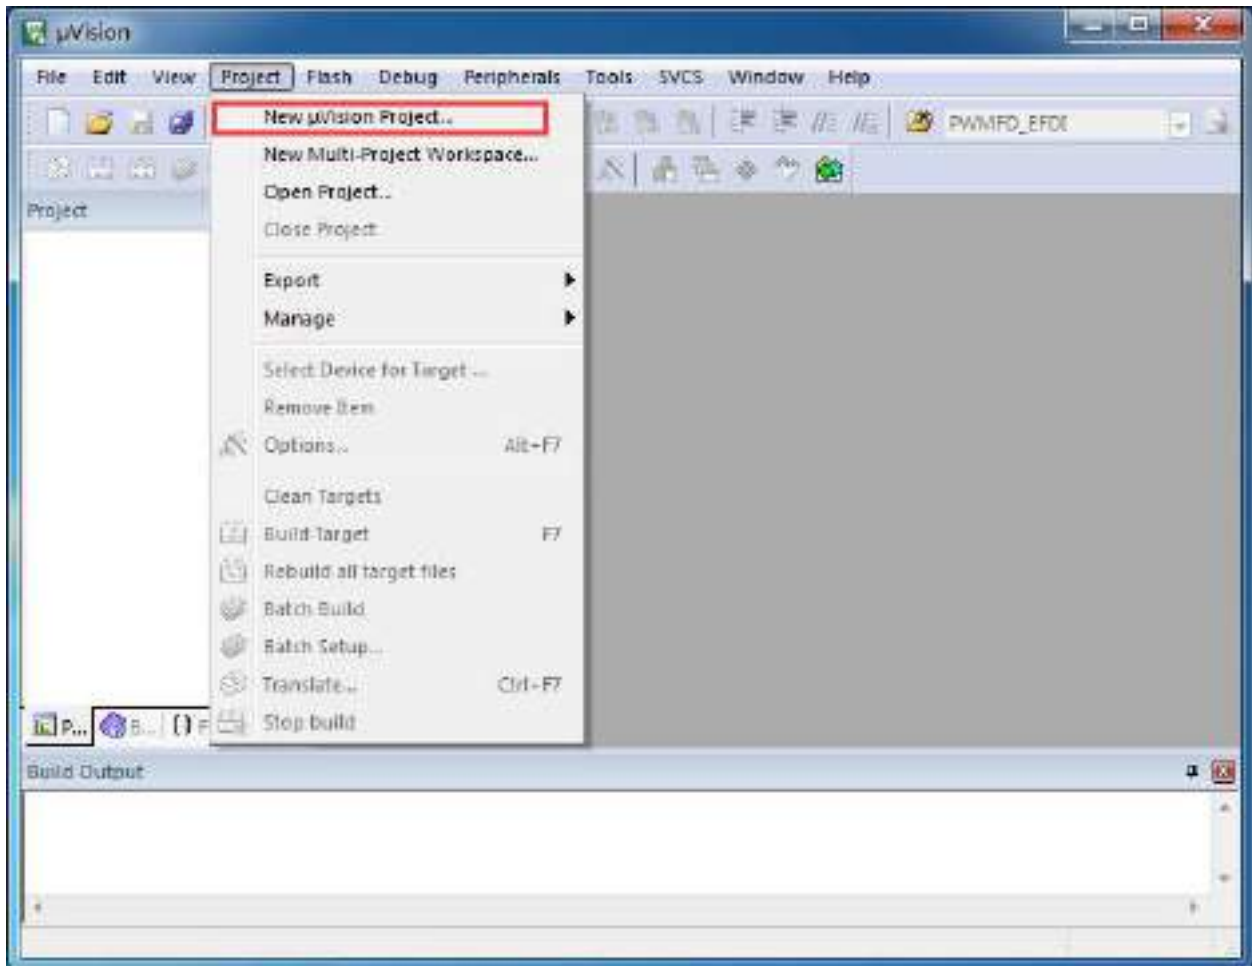 µVision
File Edit View Project Flash Debug Peripherals Tools SVCS Window Help
New µVision Project...
PWMFD_EFDI
New Multi-Project Workspace...
Project
Open Project...
Close Project
Export
Manage
Select Device for Target ...
Remove Item
Options... Alt+F7
Clean Targets
Build Target F7
Rebuild all target files
Batch Build
Batch Setup...
Translate... Ctrl+F7
Stop build
P... B... {} F
Build Output